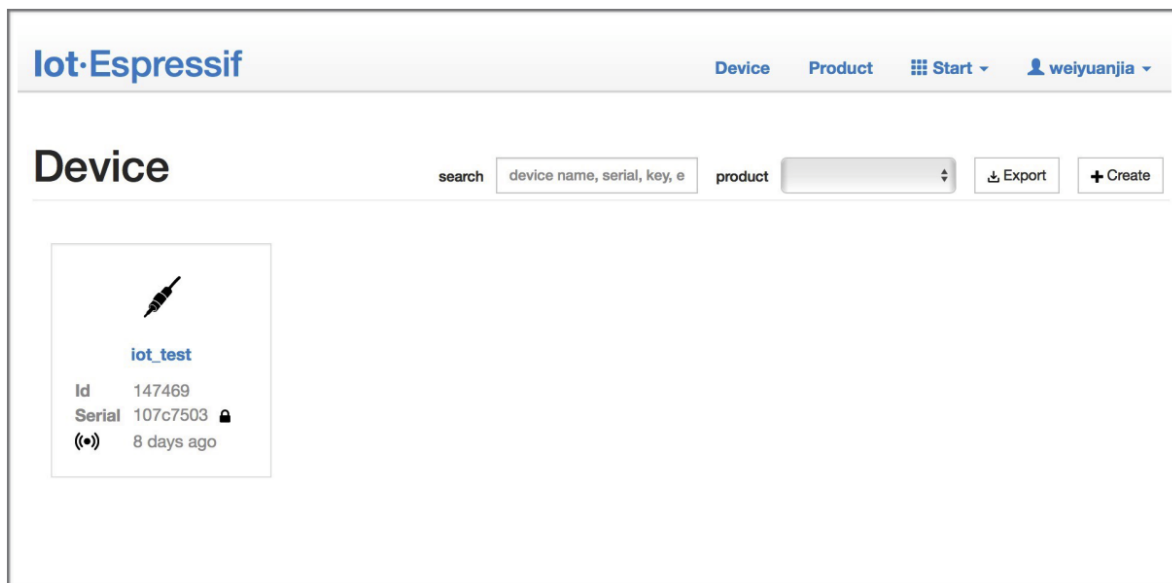 Iot·Espressif
Device Product Start weiyuanjia
Device
search device name, serial, key, e product Export Create
iot_test
Id 147469
Serial 107c7503
8 days ago